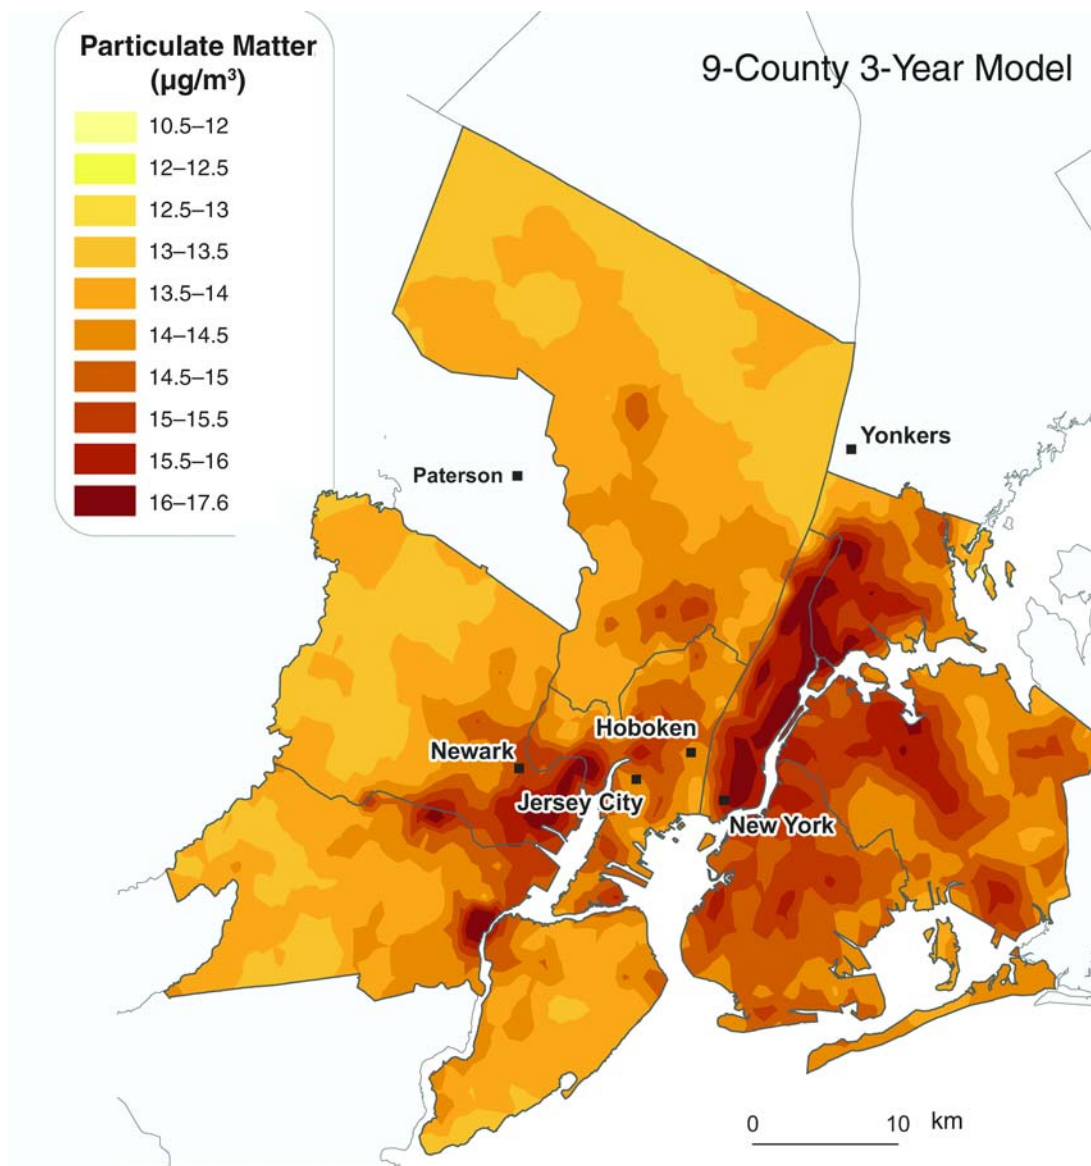 Particulate Matter
(µg/m³)
10.5–12
12–12.5
12.5–13
13–13.5
13.5–14
14–14.5
14.5–15
15–15.5
15.5–16
16–17.6
9-County 3-Year Model
Yonkers
Paterson
Hoboken
Newark
Jersey City
New York
0 10 km